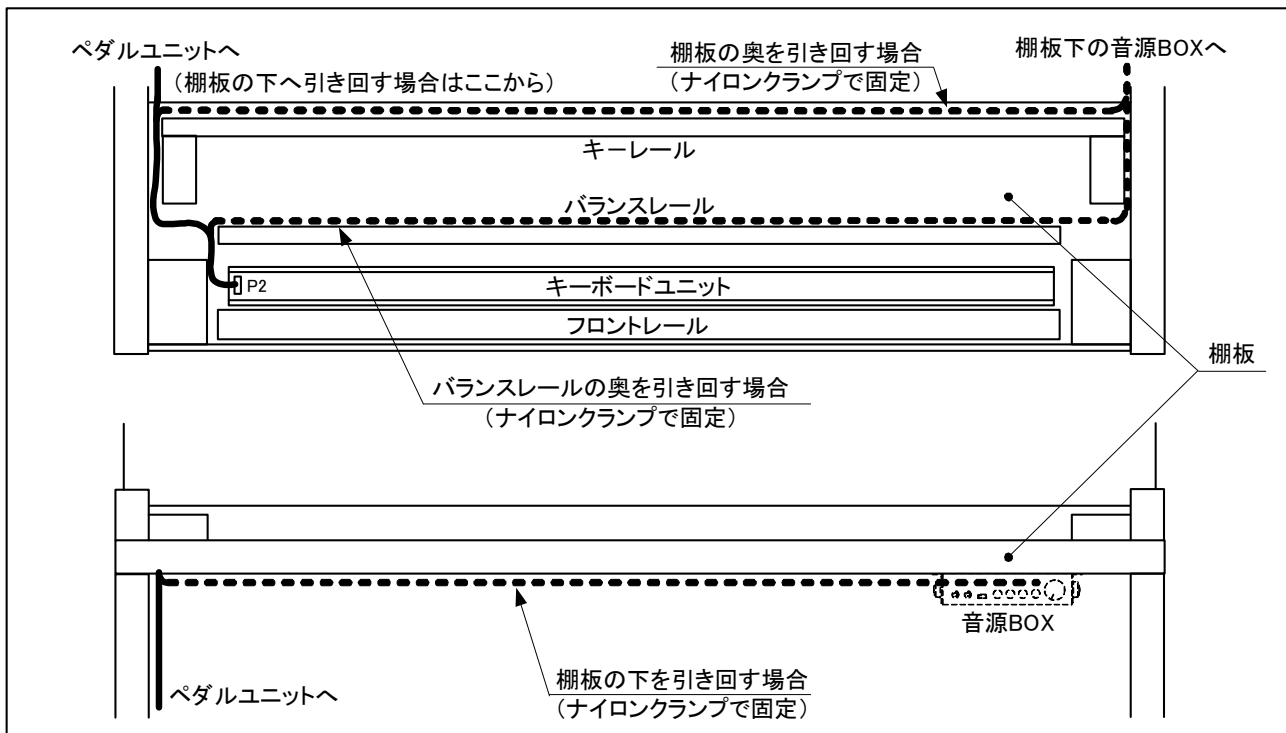 ペダルユニットへ
(棚板の下へ引き回す場合はここから)
棚板の奥を引き回す場合
(ナイロンクランプで固定)
棚板下の音源BOXへ
キーレール
バランスレール
P2
キーボードユニット
フロントレール
バランスレールの奥を引き回す場合
(ナイロンクランプで固定)
棚板
音源BOX
ペダルユニットへ
棚板の下を引き回す場合
(ナイロンクランプで固定)